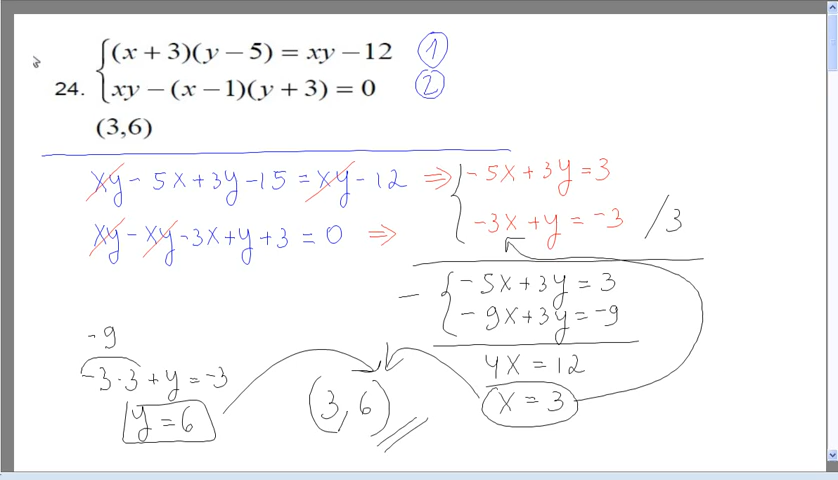 (x + 3)(y − 5) = xy − 12 1
24. xy − (x − 1)(y + 3) = 0 2
(3,6)
xy - 5x + 3y - 15 = xy - 12 ⇒ -5x + 3y = 3
xy - xy - 3x + y + 3 = 0 ⇒ -3x + y = -3 / 3
- -5x + 3y = 3
-9x + 3y = -9
4x = 12
x = 3
-9
-3·3 + y = -3
y = 6
(3, 6)